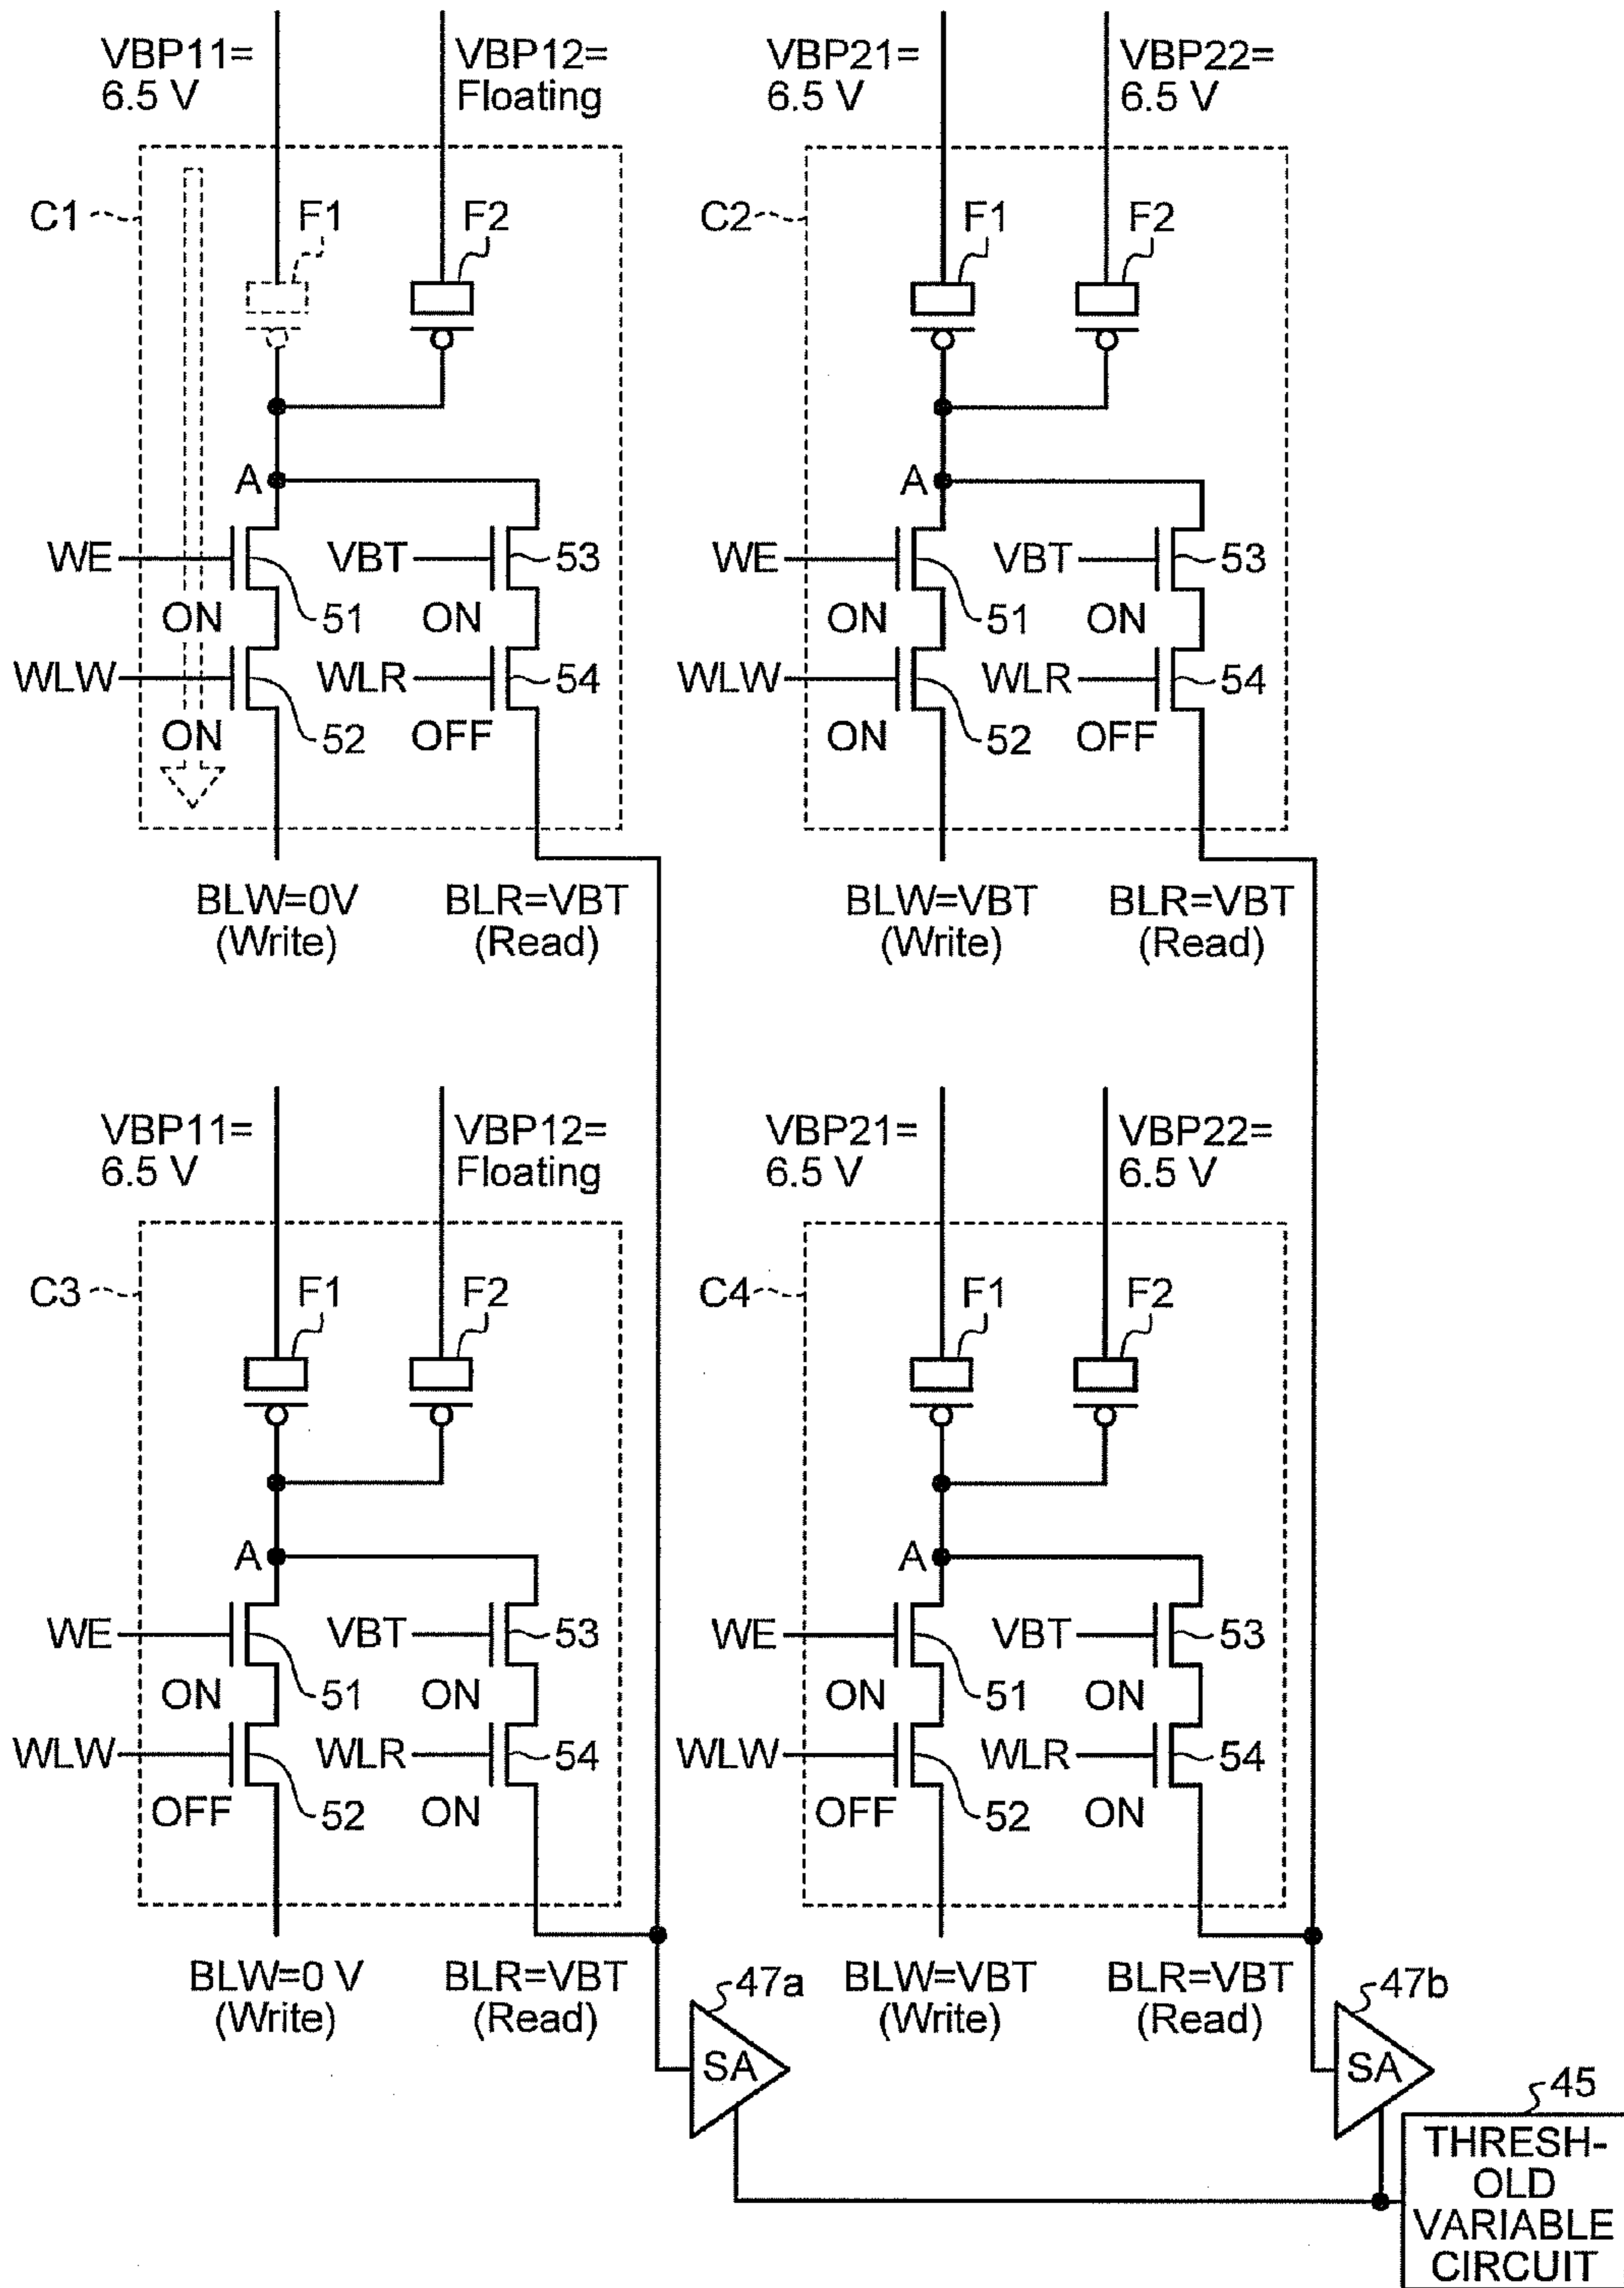 VBP11=
6.5 V
VBP12=
Floating
VBP21=
6.5 V
VBP22=
6.5 V
C1
F1
F2
C2
F1
F2
A
A
WE
VBT
53
WE
VBT
53
ON
51
ON
ON
51
ON
WLW
WLR
54
WLW
WLR
54
ON
52
OFF
ON
52
OFF
BLW=0V
(Write)
BLR=VBT
(Read)
BLW=VBT
(Write)
BLR=VBT
(Read)
VBP11=
6.5 V
VBP12=
Floating
VBP21=
6.5 V
VBP22=
6.5 V
C3
F1
F2
C4
F1
F2
A
A
WE
VBT
53
WE
VBT
53
ON
51
ON
ON
51
ON
WLW
WLR
54
WLW
WLR
54
OFF
52
ON
OFF
52
ON
BLW=0 V
(Write)
BLR=VBT
(Read)
47a
BLW=VBT
(Write)
BLR=VBT
(Read)
47b
SA
SA
45
THRESH-
OLD
VARIABLE
CIRCUIT